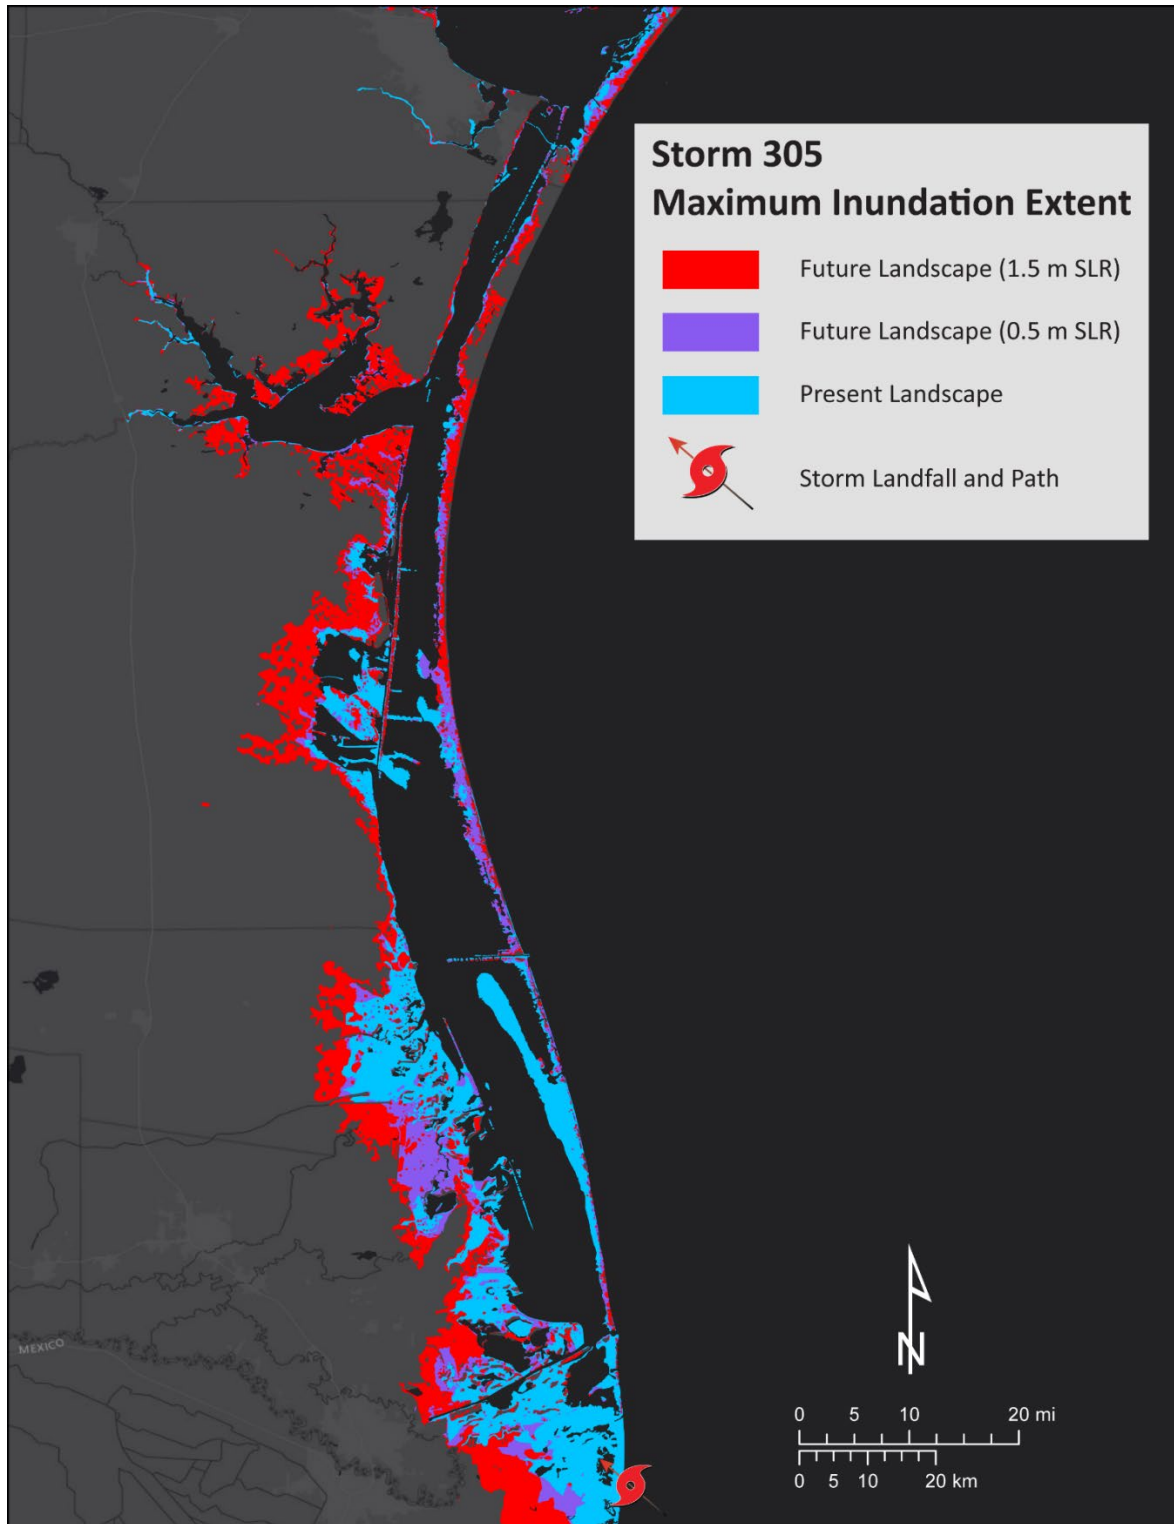 Storm 305
Maximum Inundation Extent
Future Landscape (1.5 m SLR)
Future Landscape (0.5 m SLR)
Present Landscape
Storm Landfall and Path
MEXICO
N
0 5 10 20 mi
0 5 10 20 km